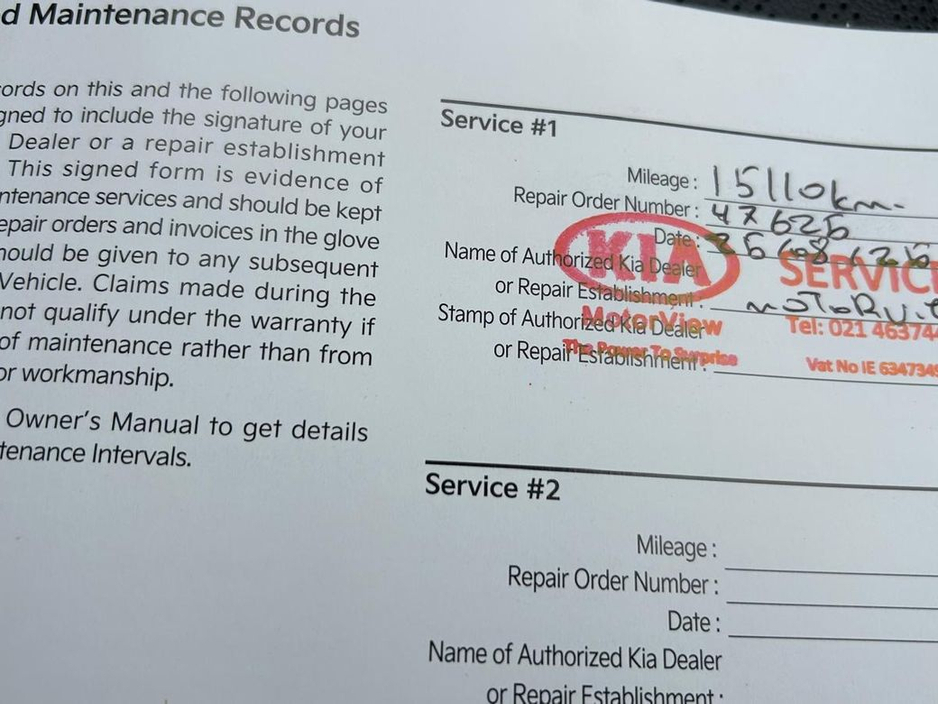 d Maintenance Records
ords on this and the following pages
gned to include the signature of your
Dealer or a repair establishment
This signed form is evidence of
ntenance services and should be kept
epair orders and invoices in the glove
hould be given to any subsequent
Vehicle. Claims made during the
not qualify under the warranty if
of maintenance rather than from
or workmanship.
Owner's Manual to get details
tenance Intervals.
Service #1
Mileage : 15110km.
Repair Order Number : 47626
Date :
Name of Authorized Kia Dealer
or Repair Establishment :
Stamp of Authorized Kia Dealer
or Repair Establishment :
KIA
SERVIC
MotorView
The Power To Surprise
Tel: 021 463744
Vat No IE 6347349
Service #2
Mileage :
Repair Order Number :
Date :
Name of Authorized Kia Dealer
or Repair Establishment :